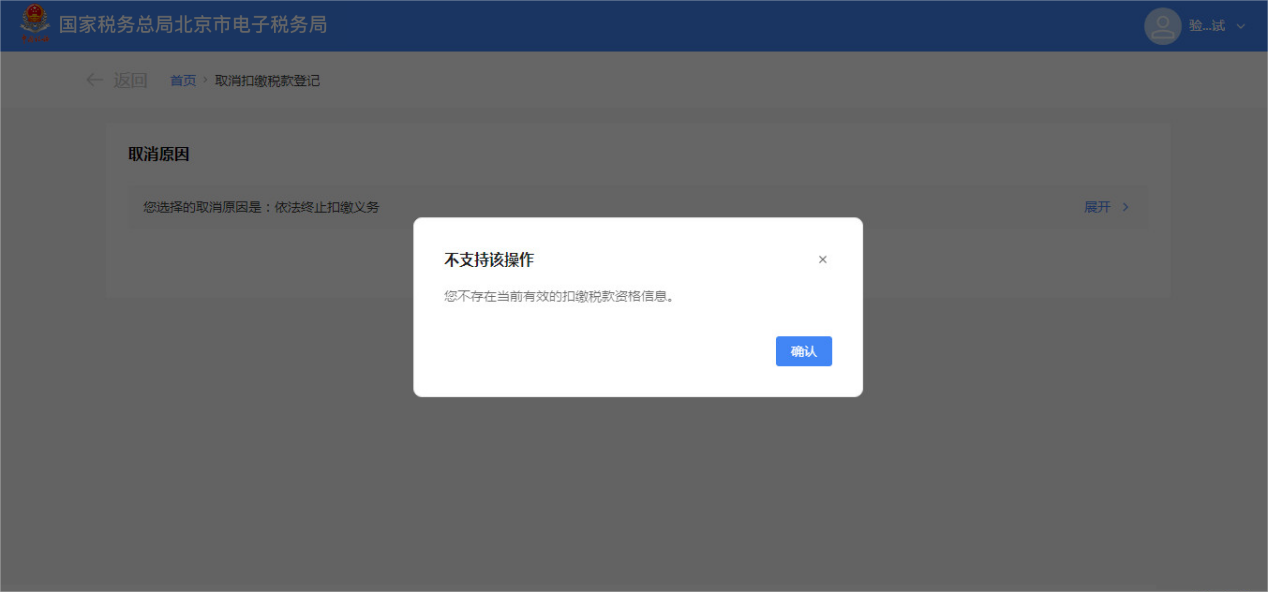 国家税务总局北京市电子税务局
验...试
返回 首页 取消扣缴税款登记
取消原因
您选择的取消原因是：依法终止扣缴义务
展开
不支持该操作
您不存在当前有效的扣缴税款资格信息。
确认